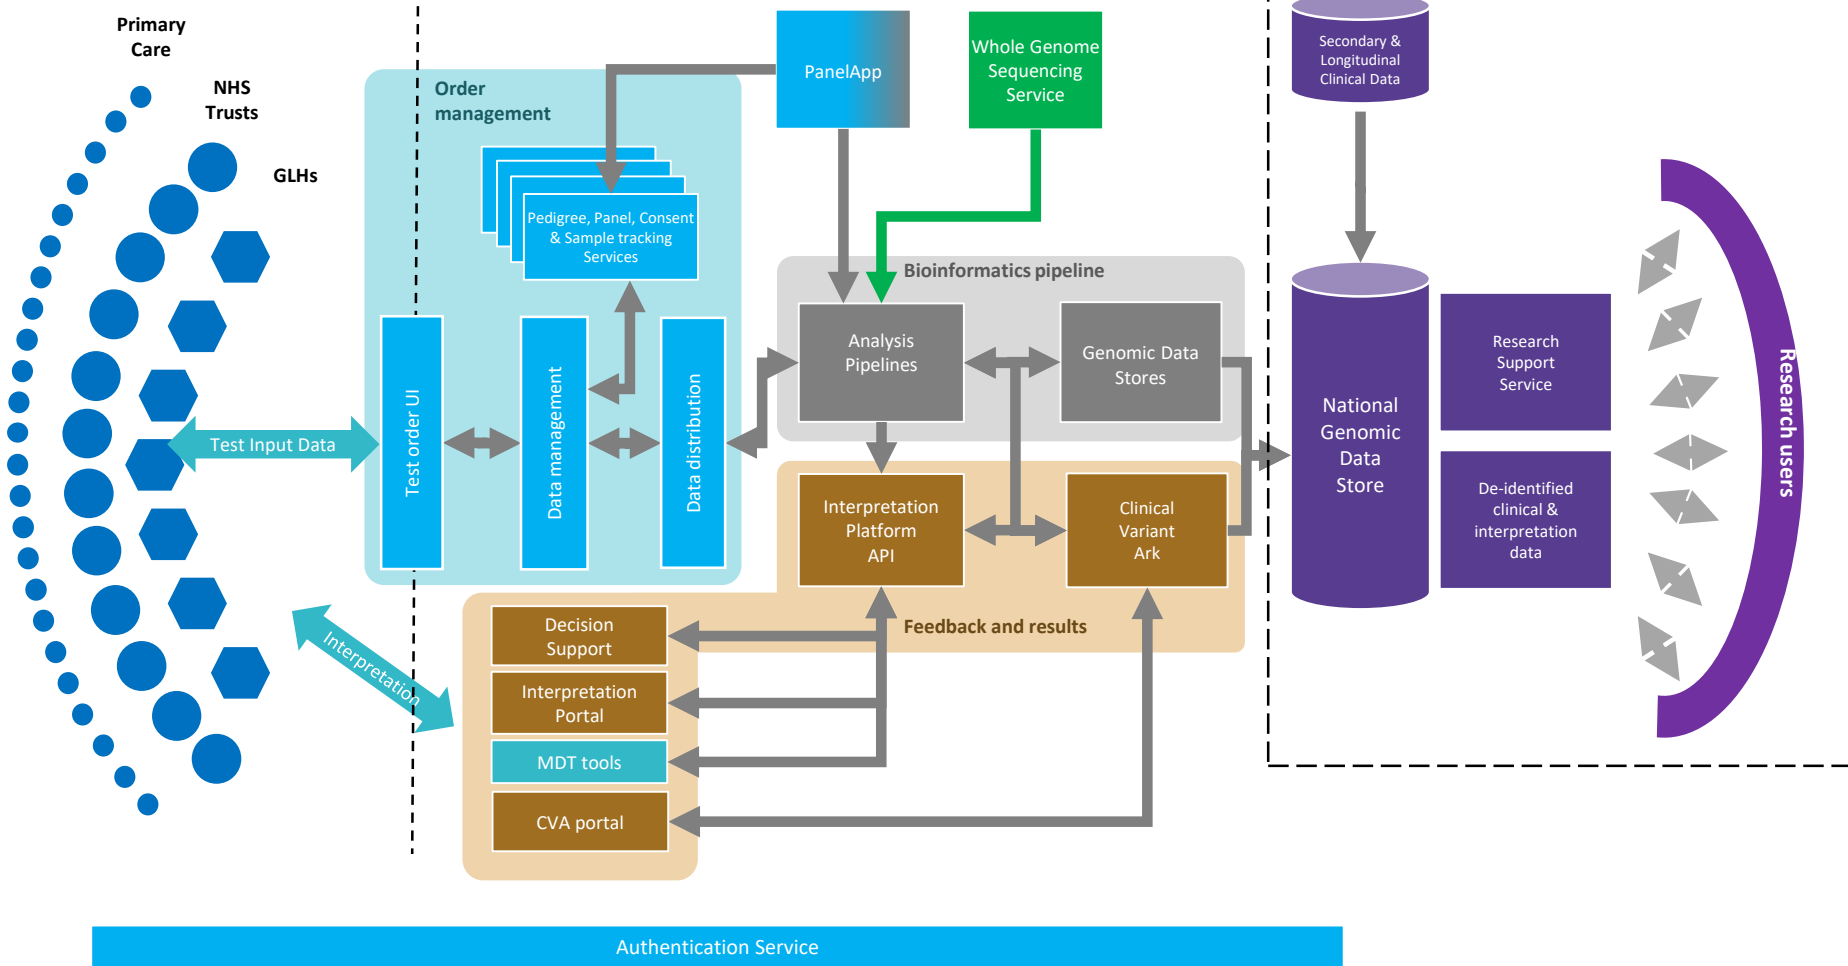 Primary
Care
NHS
Trusts
GLHs
Order
management
PanelApp
Whole Genome
Sequencing
Service
Secondary &
Longitudinal
Clinical Data
Pedigree, Panel, Consent
& Sample tracking
Services
Bioinformatics pipeline
Test Input Data
Test order UI
Data management
Data distribution
Analysis
Pipelines
Genomic Data
Stores
National
Genomic
Data
Store
Research
Support
Service
De-identified
clinical &
interpretation
data
Research users
Interpretation
Platform
API
Clinical
Variant
Ark
Feedback and results
Interpretation
Decision
Support
Interpretation
Portal
MDT tools
CVA portal
Authentication Service